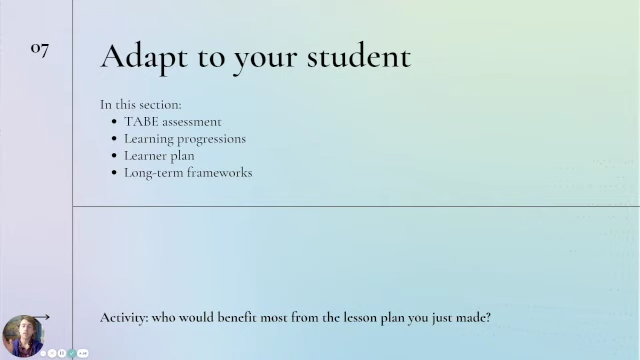 07
Adapt to your student
In this section:
• TABE assessment
• Learning progressions
• Learner plan
• Long-term frameworks
Activity: who would benefit most from the lesson plan you just made?